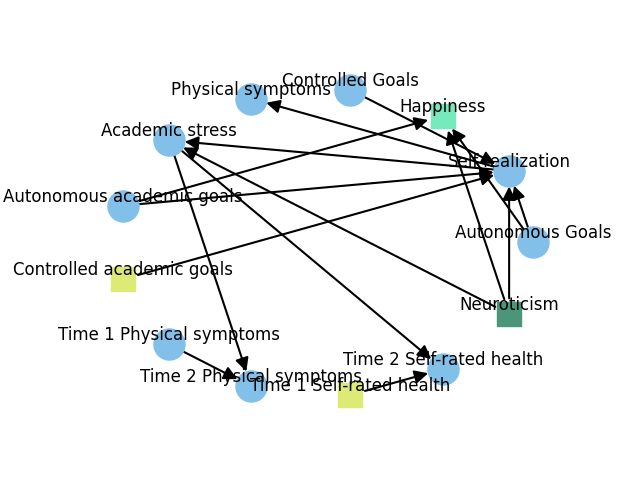 Controlled Goals
Physical symptoms
Happiness
Academic stress
Self-realization
Autonomous academic goals
Autonomous Goals
Controlled academic goals
Neuroticism
Time 1 Physical symptoms
Time 2 Self-rated health
Time 2 Physical symptoms
Time 1 Self-rated health